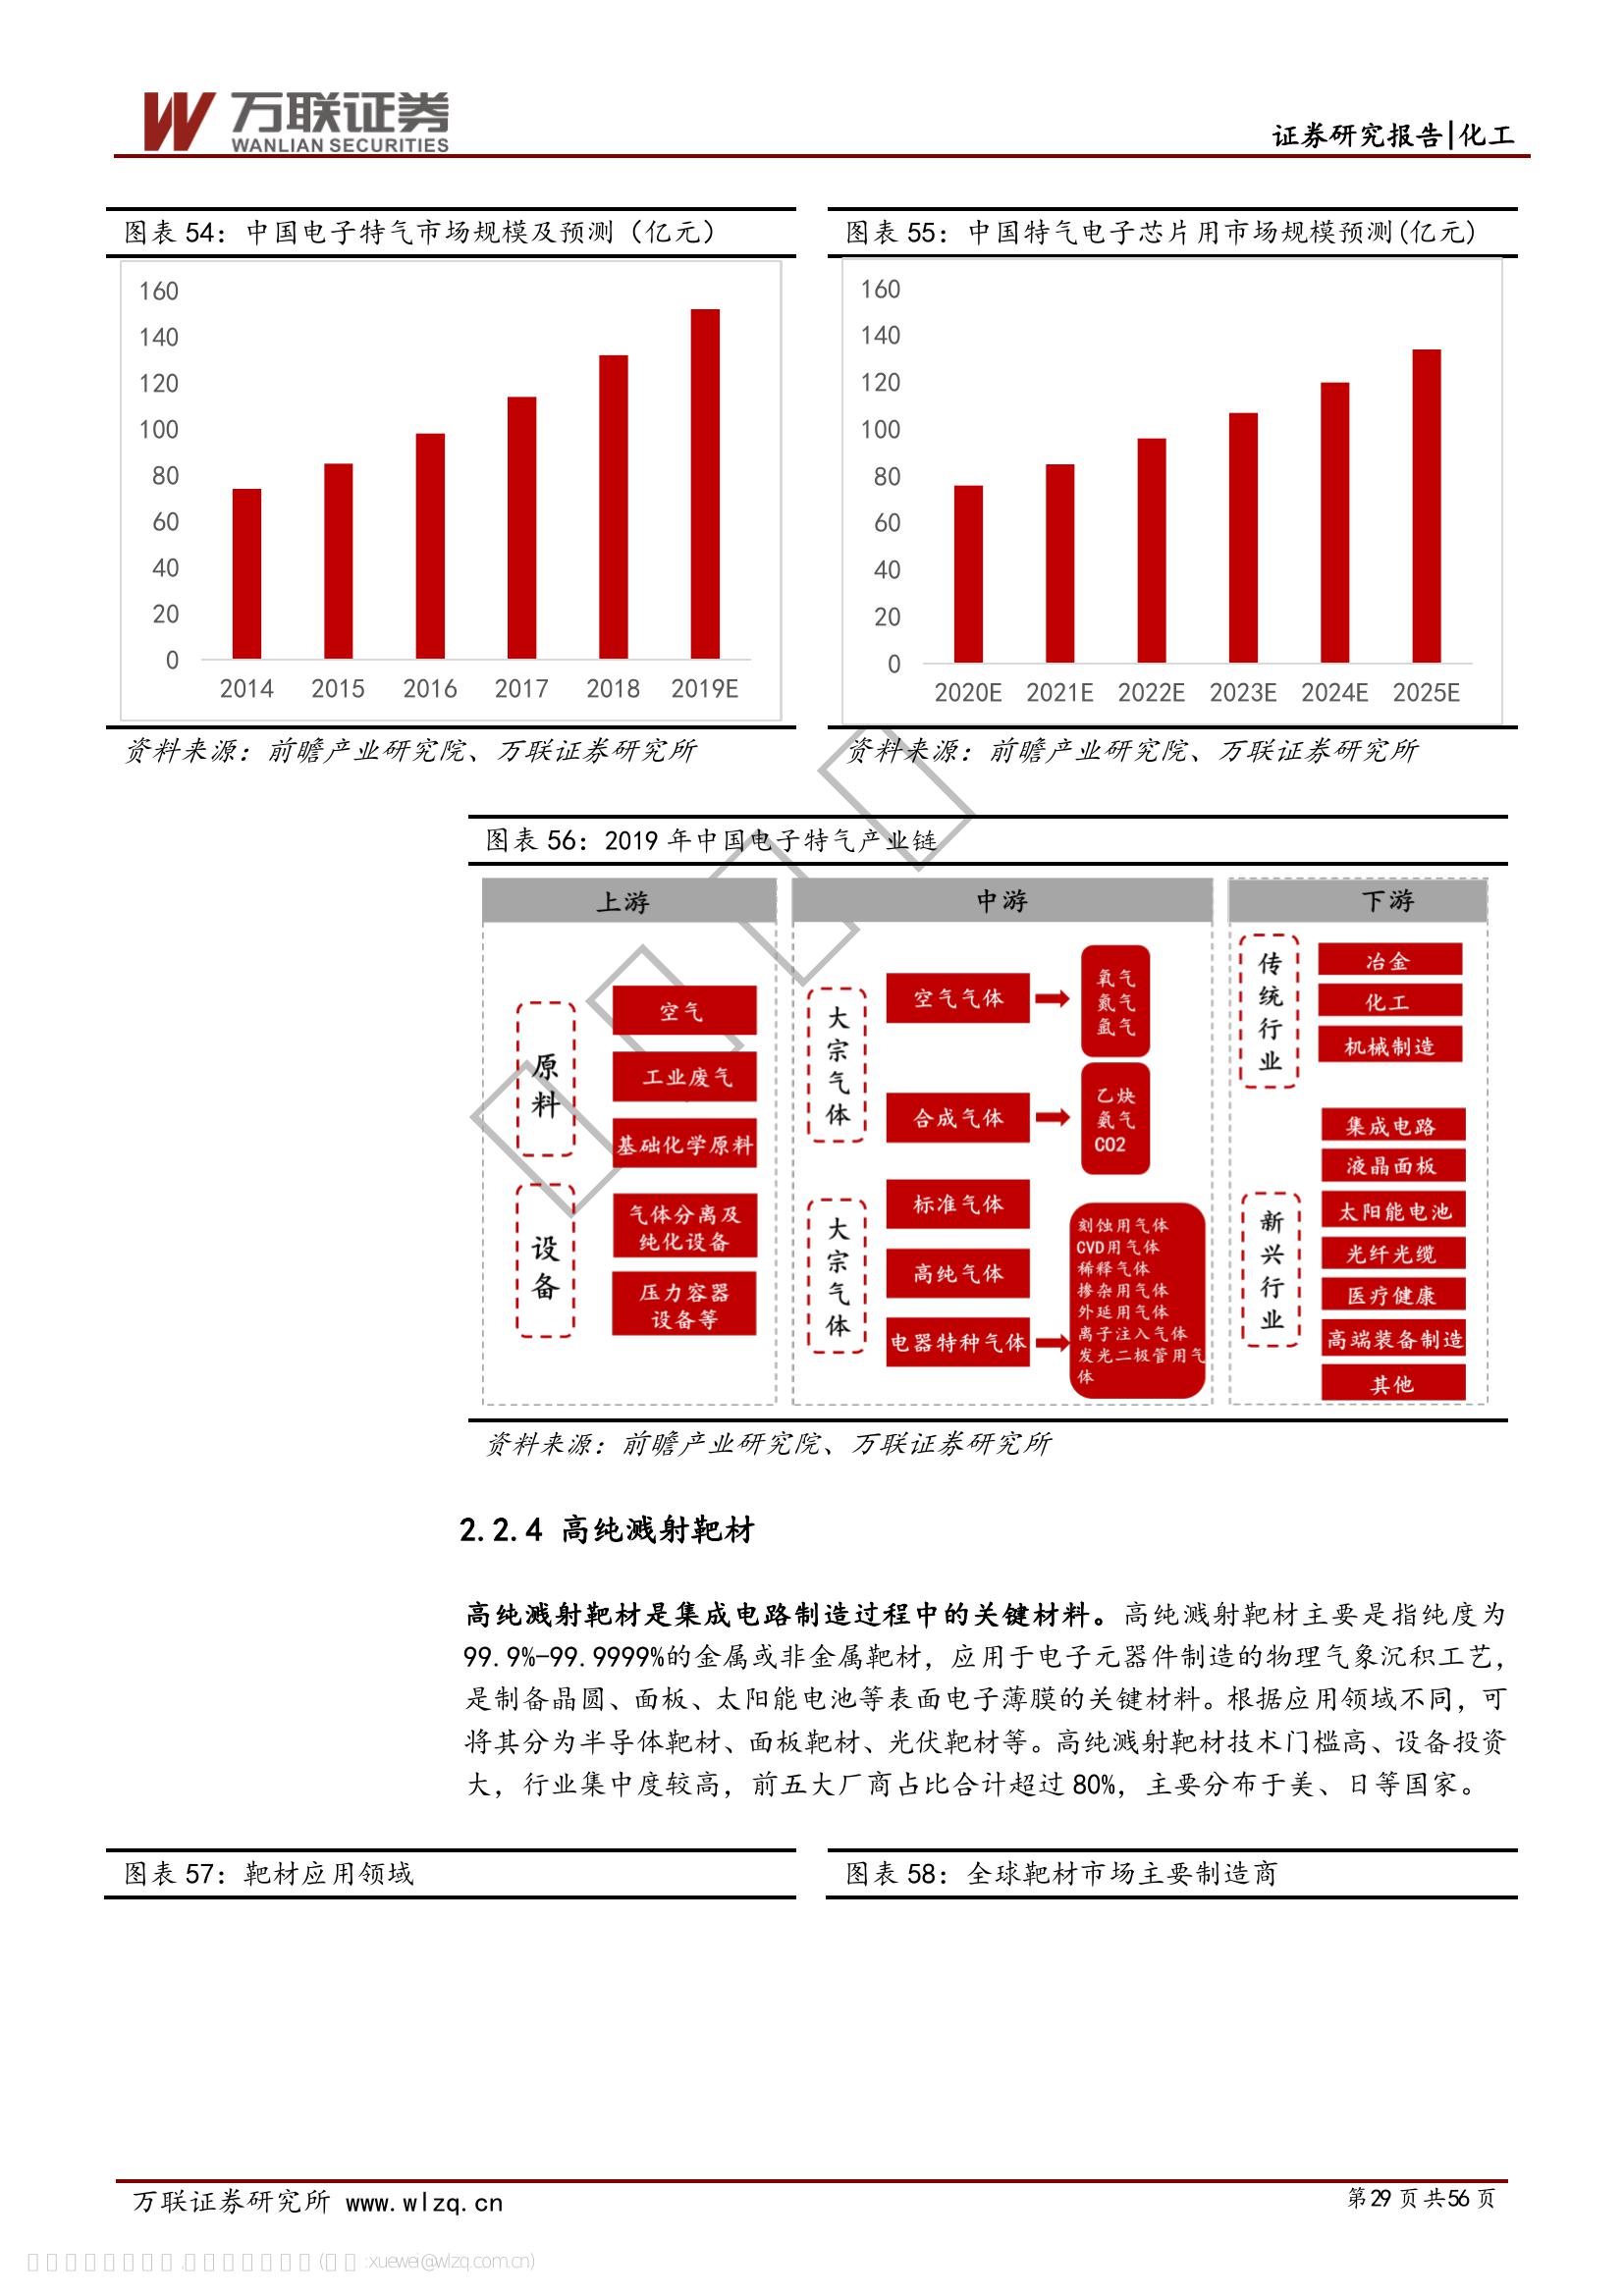 万联证券
WANLIAN SECURITIES
证券研究报告|化工
图表 54：中国电子特气市场规模及预测（亿元）
160
140
120
100
80
60
40
20
0
2014 2015 2016 2017 2018 2019E
资料来源：前瞻产业研究院、万联证券研究所
图表 55：中国特气电子芯片用市场规模预测(亿元)
160
140
120
100
80
60
40
20
0
2020E 2021E 2022E 2023E 2024E 2025E
资料来源：前瞻产业研究院、万联证券研究所
图表 56：2019 年中国电子特气产业链
上游
原料
空气
工业废气
基础化学原料
设备
气体分离及
纯化设备
压力容器
设备等
中游
大宗气体
空气气体
氧气
氮气
氩气
合成气体
乙炔
氨气
CO2
大宗气体
标准气体
高纯气体
电器特种气体
刻蚀用气体
CVD用气体
稀释气体
掺杂用气体
外延用气体
离子注入气体
发光二极管用气
体
下游
传统行业
冶金
化工
机械制造
新兴行业
集成电路
液晶面板
太阳能电池
光纤光缆
医疗健康
高端装备制造
其他
资料来源：前瞻产业研究院、万联证券研究所
2.2.4 高纯溅射靶材
高纯溅射靶材是集成电路制造过程中的关键材料。高纯溅射靶材主要是指纯度为
99.9%-99.9999%的金属或非金属靶材，应用于电子元器件制造的物理气象沉积工艺，
是制备晶圆、面板、太阳能电池等表面电子薄膜的关键材料。根据应用领域不同，可
将其分为半导体靶材、面板靶材、光伏靶材等。高纯溅射靶材技术门槛高、设备投资
大，行业集中度较高，前五大厂商占比合计超过 80%，主要分布于美、日等国家。
图表 57：靶材应用领域
图表 58：全球靶材市场主要制造商
万联证券研究所 www.wlzq.cn
第29 页 共56 页
:xuewei@wlzq.com.cn)